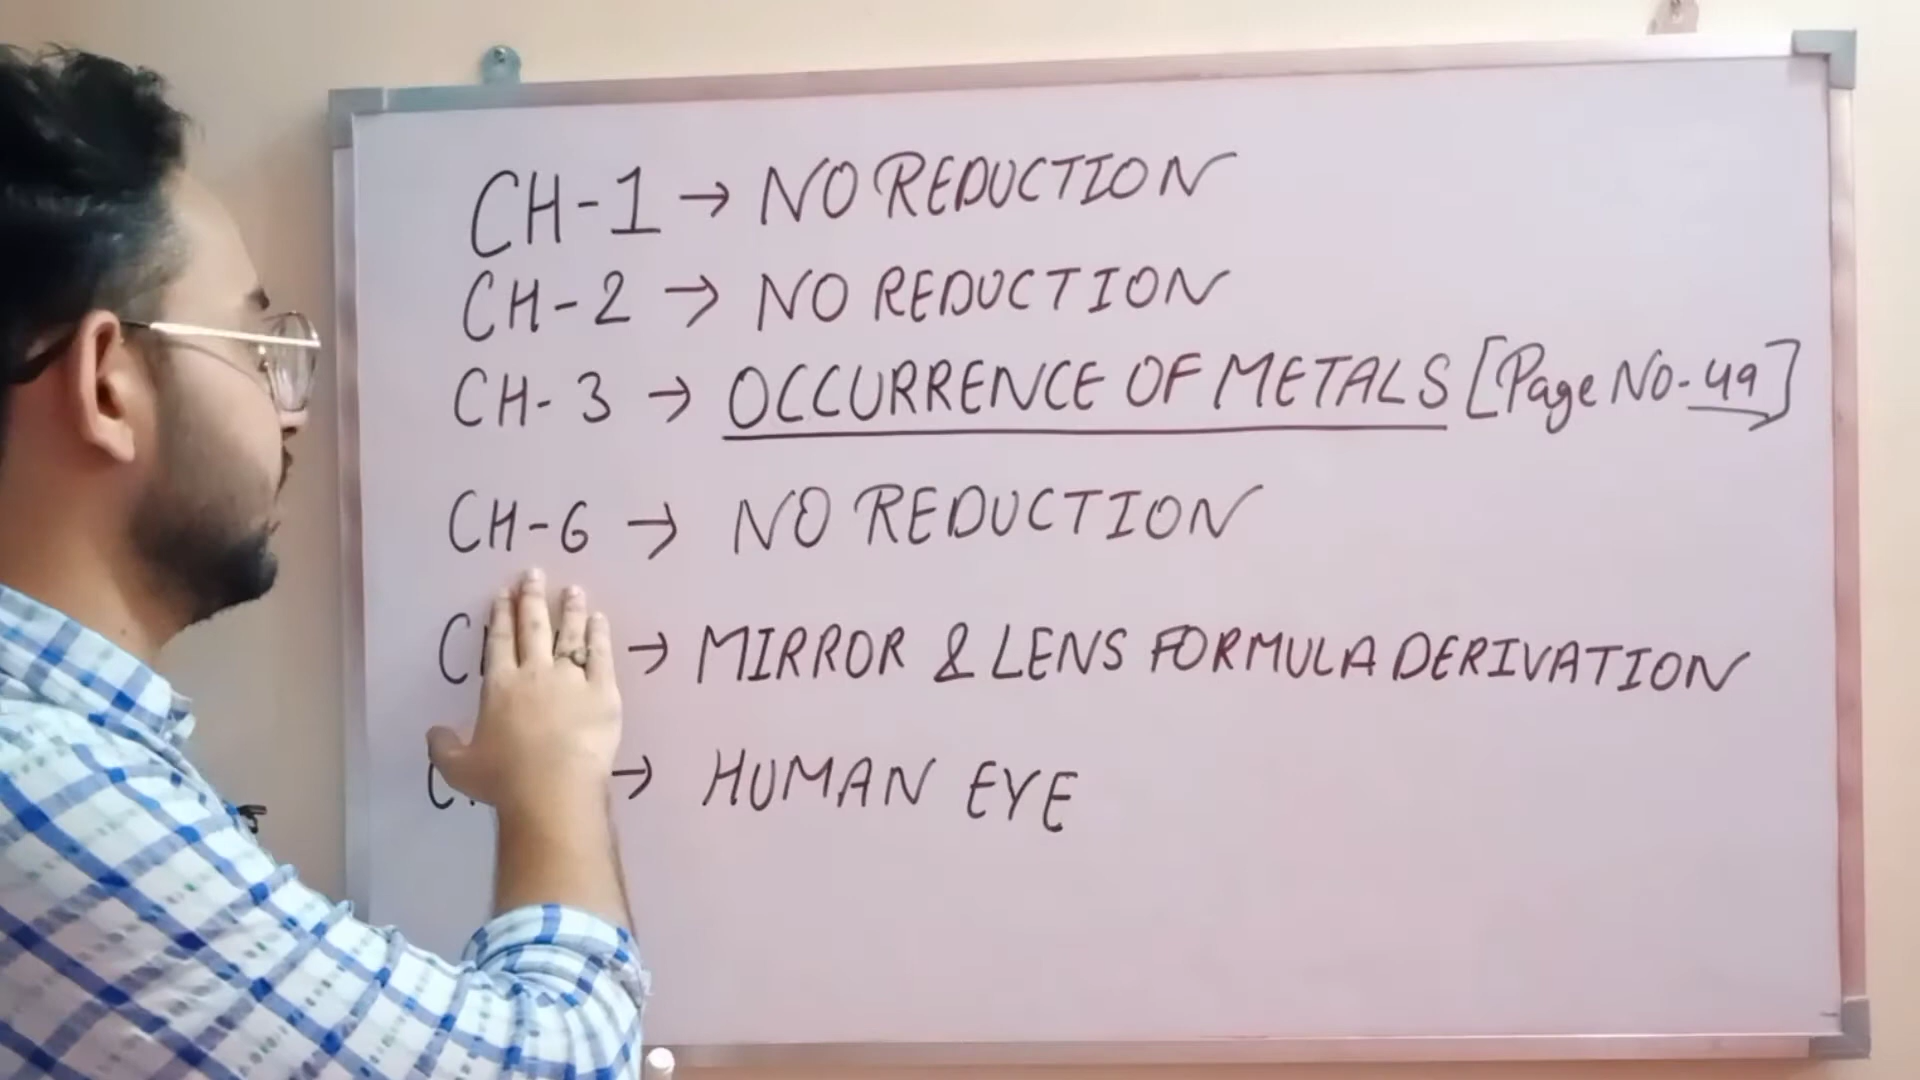 CH-1 → NO REDUCTION
CH-2 → NO REDUCTION
CH-3 → OCCURRENCE OF METALS [Page No-49]
CH-6 → NO REDUCTION
→ MIRROR & LENS FORMULA DERIVATION
→ HUMAN EYE